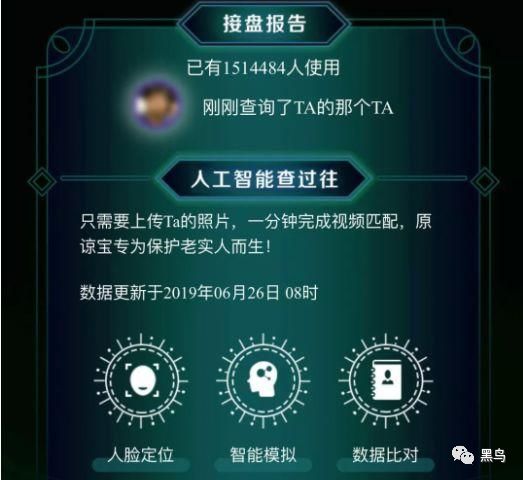 接盘报告
已有1514484人使用
刚刚查询了TA的那个TA
人工智能查过往
只需要上传Ta的照片，一分钟完成视频匹配，原
谅宝专为保护老实人而生！
数据更新于2019年06月26日 08时
人脸定位 智能模拟 数据比对
黑鸟